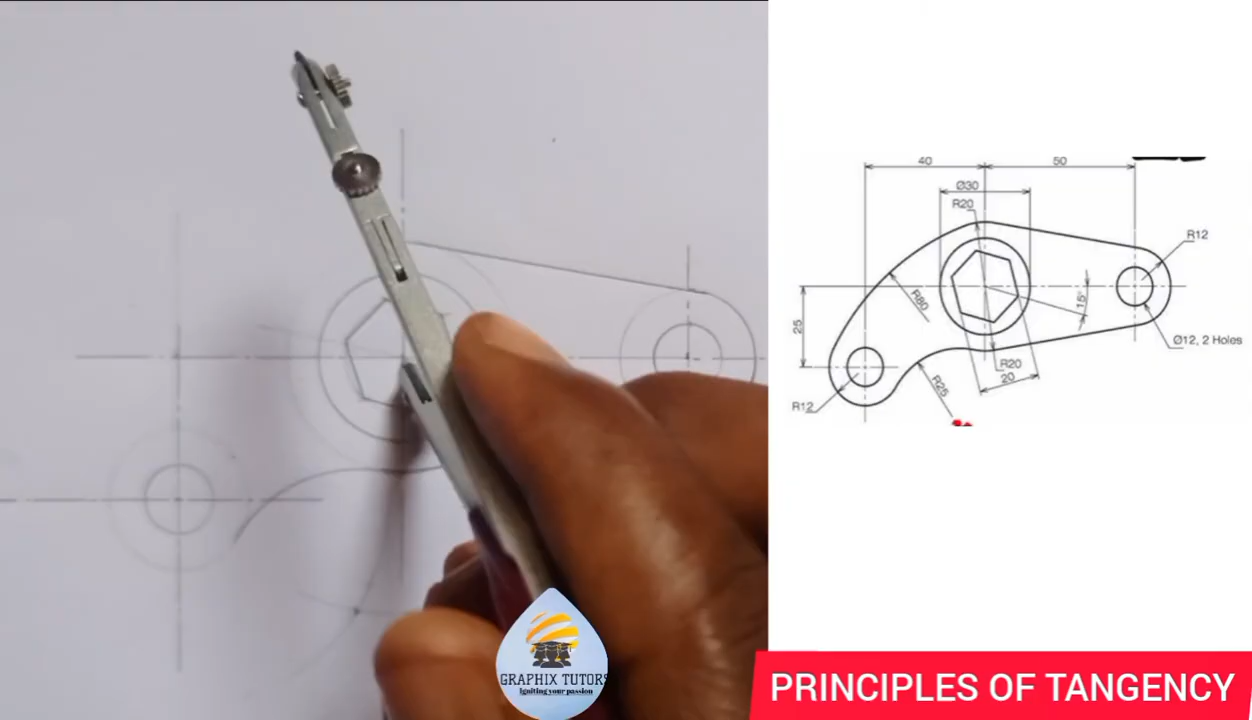 40
50
Ø30
R20
R12
R80
15°
25
Ø12, 2 Holes
R20
20
R25
R12
GRAPHIX TUTORS
Igniting your passion
PRINCIPLES OF TANGENCY